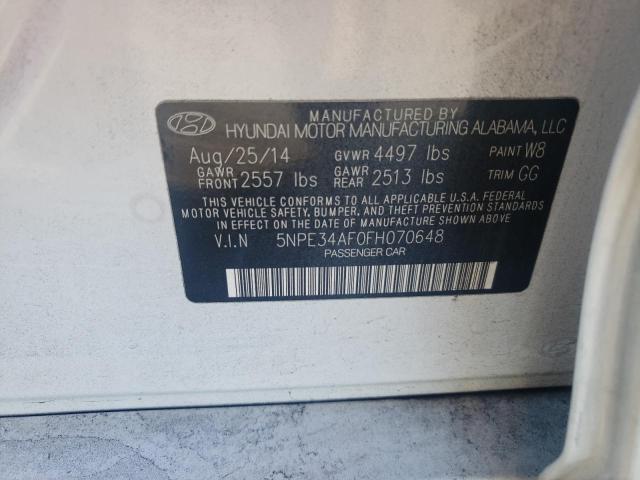 MANUFACTURED BY
HYUNDAI MOTOR MANUFACTURING ALABAMA, LLC
Aug/25/14 GVWR 4497 lbs PAINT W8
GAWR FRONT 2557 lbs GAWR REAR 2513 lbs TRIM GG
THIS VEHICLE CONFORMS TO ALL APPLICABLE U.S.A. FEDERAL
MOTOR VEHICLE SAFETY, BUMPER, AND THEFT PREVENTION STANDARDS
IN EFFECT ON THE DATE OF MANUFACTURE SHOWN ABOVE.
V.I.N 5NPE34AF0FH070648
PASSENGER CAR